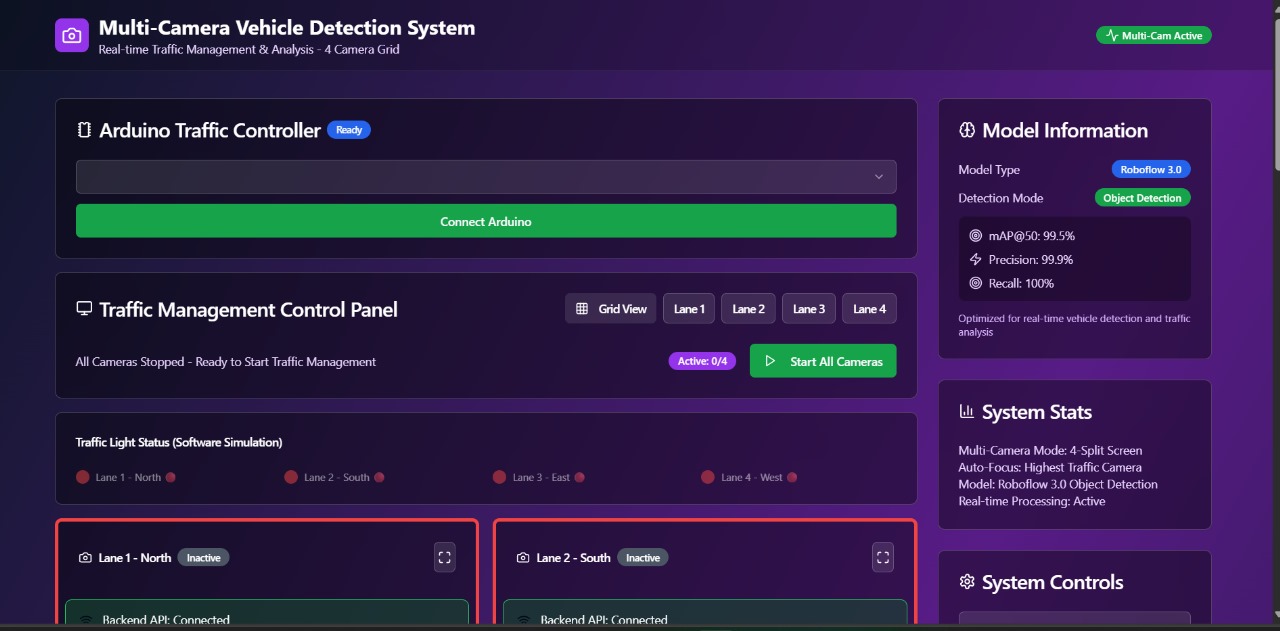 Multi-Camera Vehicle Detection System
Real-time Traffic Management & Analysis - 4 Camera Grid
Multi-Cam Active
Arduino Traffic Controller Ready
Connect Arduino
Traffic Management Control Panel
Grid View Lane 1 Lane 2 Lane 3 Lane 4
All Cameras Stopped - Ready to Start Traffic Management
Active: 0/4 Start All Cameras
Traffic Light Status (Software Simulation)
Lane 1 - North Lane 2 - South Lane 3 - East Lane 4 - West
Lane 1 - North Inactive
Backend API: Connected
Lane 2 - South Inactive
Backend API: Connected
Model Information
Model Type Roboflow 3.0
Detection Mode Object Detection
mAP@50: 99.5%
Precision: 99.9%
Recall: 100%
Optimized for real-time vehicle detection and traffic
analysis
System Stats
Multi-Camera Mode: 4-Split Screen
Auto-Focus: Highest Traffic Camera
Model: Roboflow 3.0 Object Detection
Real-time Processing: Active
System Controls